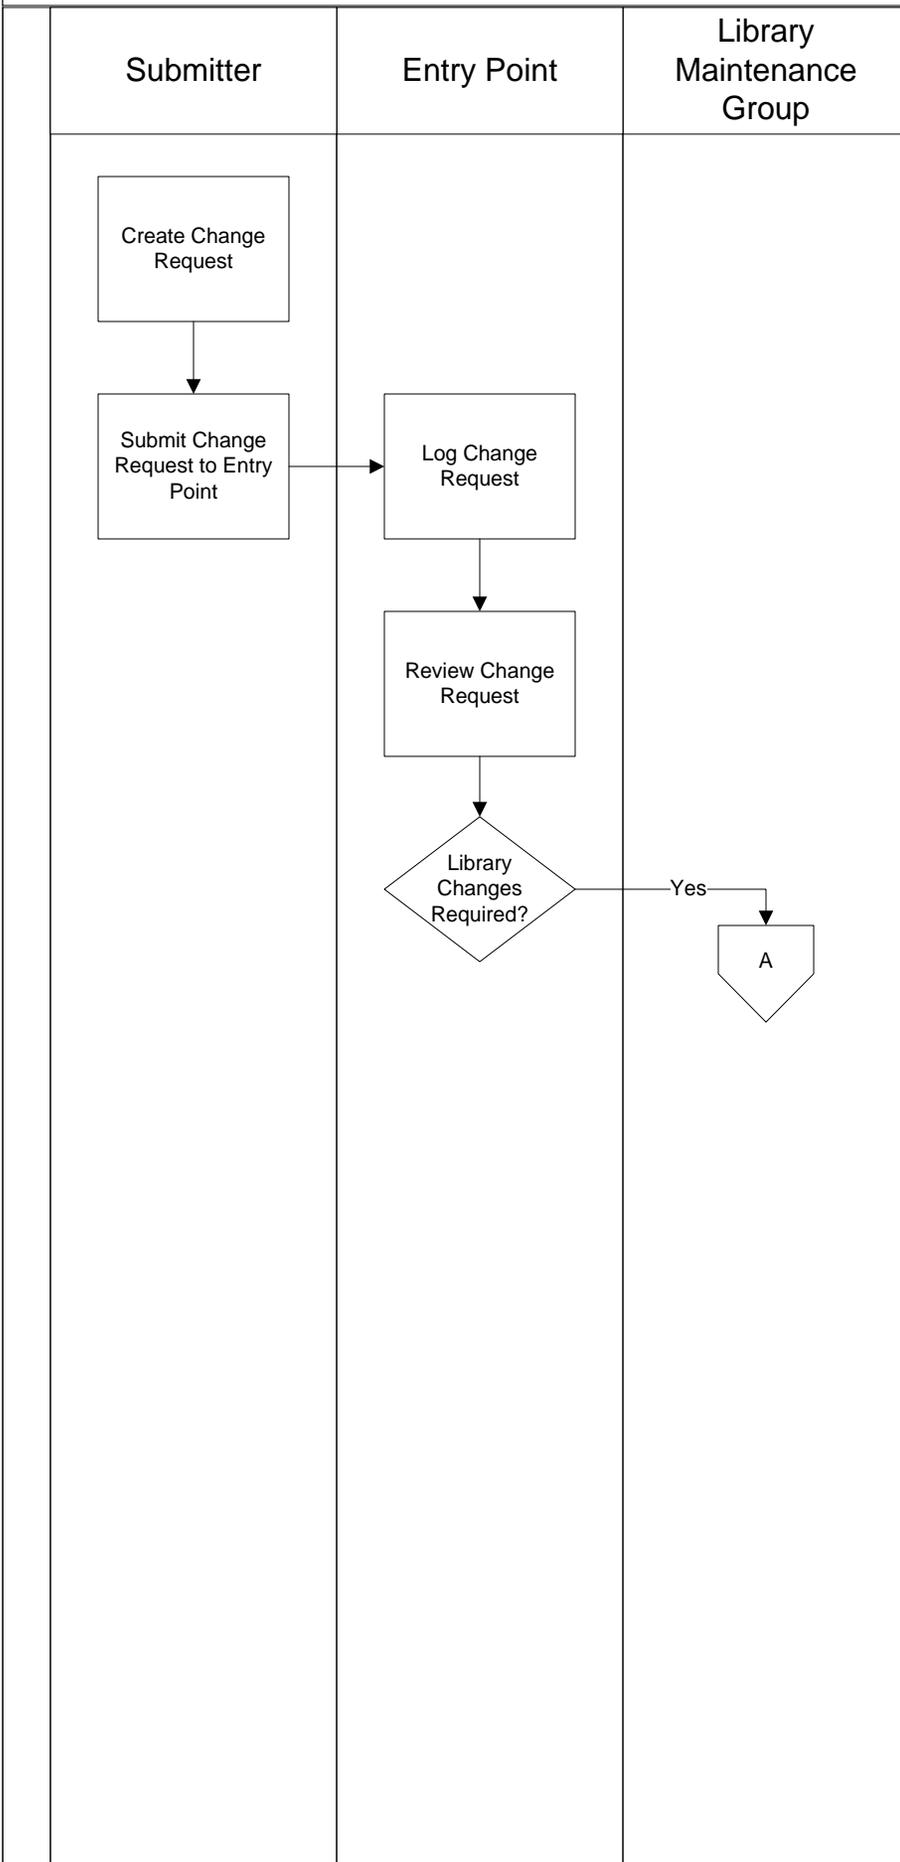 Submitter
Entry Point
Library
Maintenance
Group
Create Change
Request
Submit Change
Request to Entry
Point
Log Change
Request
Review Change
Request
Library
Changes
Required?
Yes
A